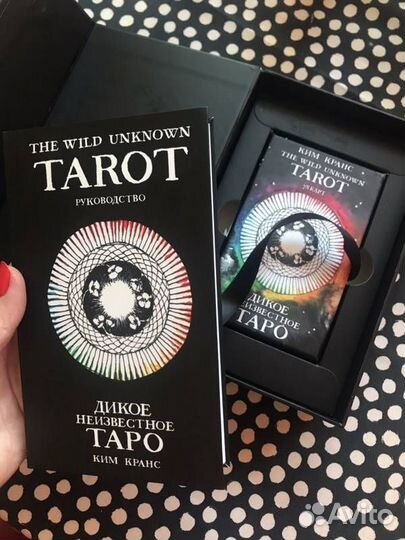 THE WILD UNKNOWN
TAROT
РУКОВОДСТВО
ДИКОЕ
НЕИЗВЕСТНОЕ
ТАРО
КИМ КРАНС
КИМ КРАНС
THE WILD UNKNOWN
TAROT
78 КАРТ
ДИКОЕ
НЕИЗВЕСТНОЕ
ТАРО
Avito